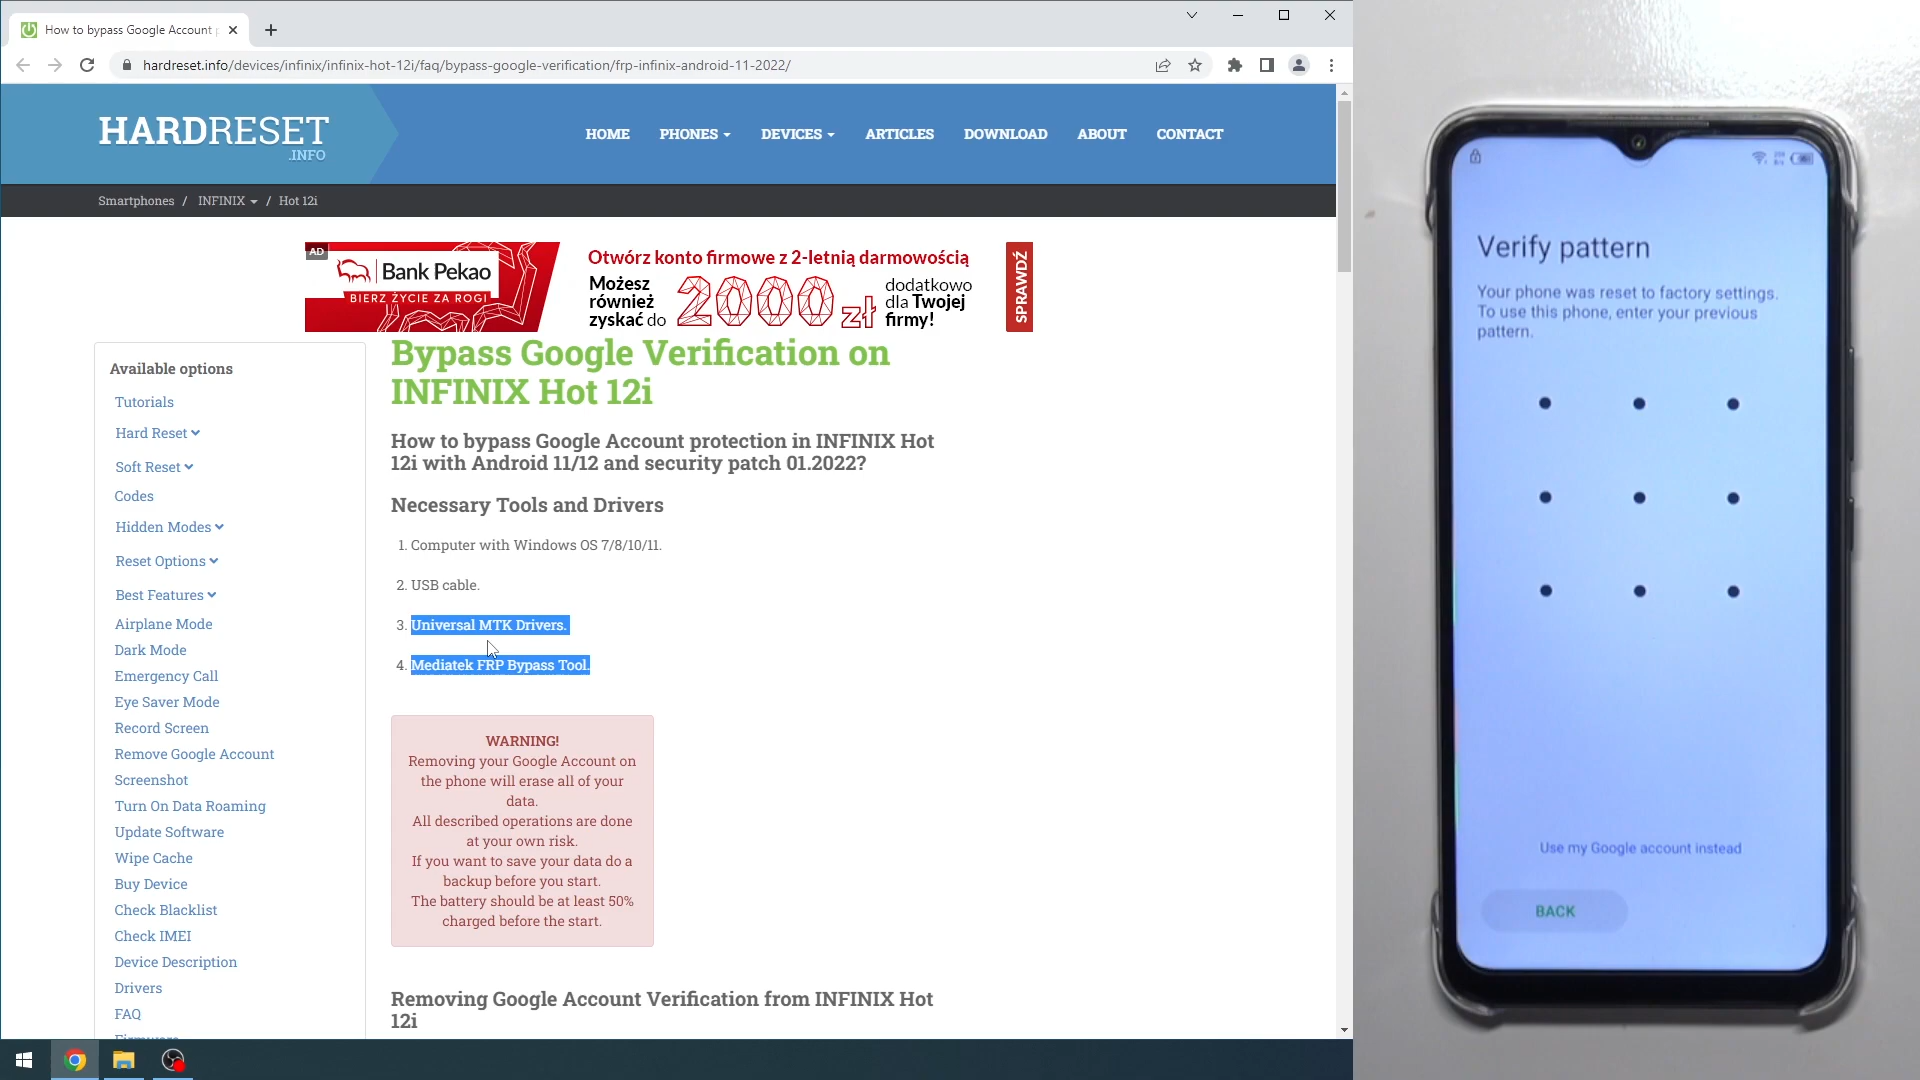 How to bypass Google Account
hardreset.info/devices/infinix/infinix-hot-12i/faq/bypass-google-verification/frp-infinix-android-11-2022/
HARDRESET
.INFO
HOME PHONES DEVICES ARTICLES DOWNLOAD ABOUT CONTACT
Smartphones / INFINIX / Hot 12i
AD
Bank Pekao
BIERZ ŻYCIE ZA ROGI
Otwórz konto firmowe z 2-letnią darmowością
Możesz
również
zyskać do
2000 zł
dodatkowo
dla Twojej
firmy!
SPRAWDŹ
Available options
Tutorials
Hard Reset
Soft Reset
Codes
Hidden Modes
Reset Options
Best Features
Airplane Mode
Dark Mode
Emergency Call
Eye Saver Mode
Record Screen
Remove Google Account
Screenshot
Turn On Data Roaming
Update Software
Wipe Cache
Buy Device
Check Blacklist
Check IMEI
Device Description
Drivers
FAQ
Bypass Google Verification on
INFINIX Hot 12i
How to bypass Google Account protection in INFINIX Hot
12i with Android 11/12 and security patch 01.2022?
Necessary Tools and Drivers
1. Computer with Windows OS 7/8/10/11.
2. USB cable.
3. Universal MTK Drivers.
4. Mediatek FRP Bypass Tool.
WARNING!
Removing your Google Account on
the phone will erase all of your
data.
All described operations are done
at your own risk.
If you want to save your data do a
backup before you start.
The battery should be at least 50%
charged before the start.
Removing Google Account Verification from INFINIX Hot
12i
Verify pattern
Your phone was reset to factory settings.
To use this phone, enter your previous
pattern.
Use my Google account instead
BACK